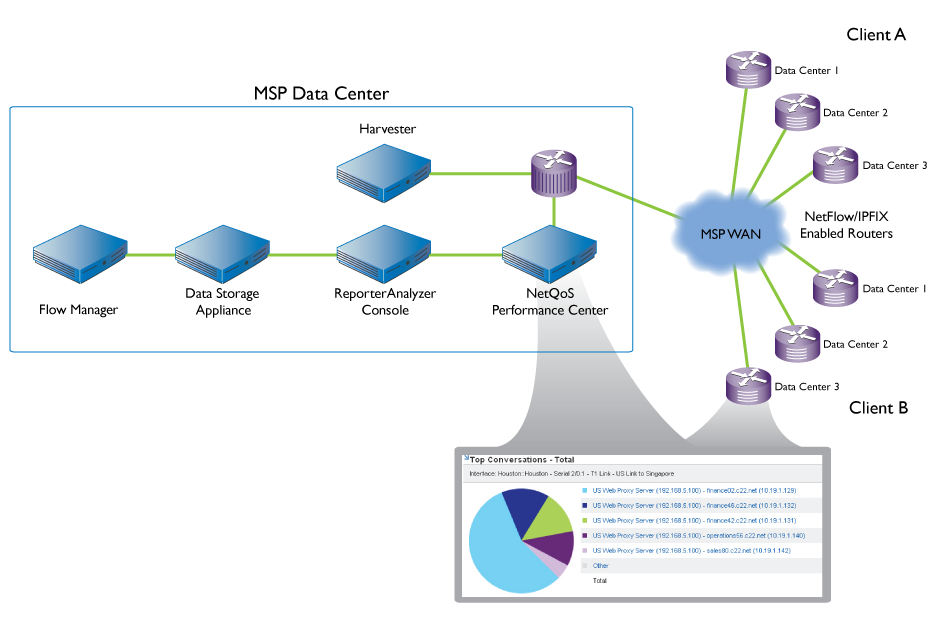 Client A
Data Center 1
Data Center 2
Data Center 3
MSP Data Center
Harvester
MSP WAN
NetFlow/IPFIX
Enabled Routers
Flow Manager
Data Storage
Appliance
ReporterAnalyzer
Console
NetQoS
Performance Center
Data Center 1
Data Center 2
Data Center 3
Client B
Top Conversations - Total
Interface: Houston::Houston - Serial 2/0.1 - T1 Link - US Link to Singapore
US Web Proxy Server (192.168.5.100) - finance02.c22.net (10.19.1.129)
US Web Proxy Server (192.168.5.100) - finance46.c22.net (10.19.1.132)
US Web Proxy Server (192.168.5.100) - finance42.c22.net (10.19.1.131)
US Web Proxy Server (192.168.5.100) - operations56.c22.net (10.19.1.140)
US Web Proxy Server (192.168.5.100) - sales80.c22.net (10.19.1.142)
Other
Total